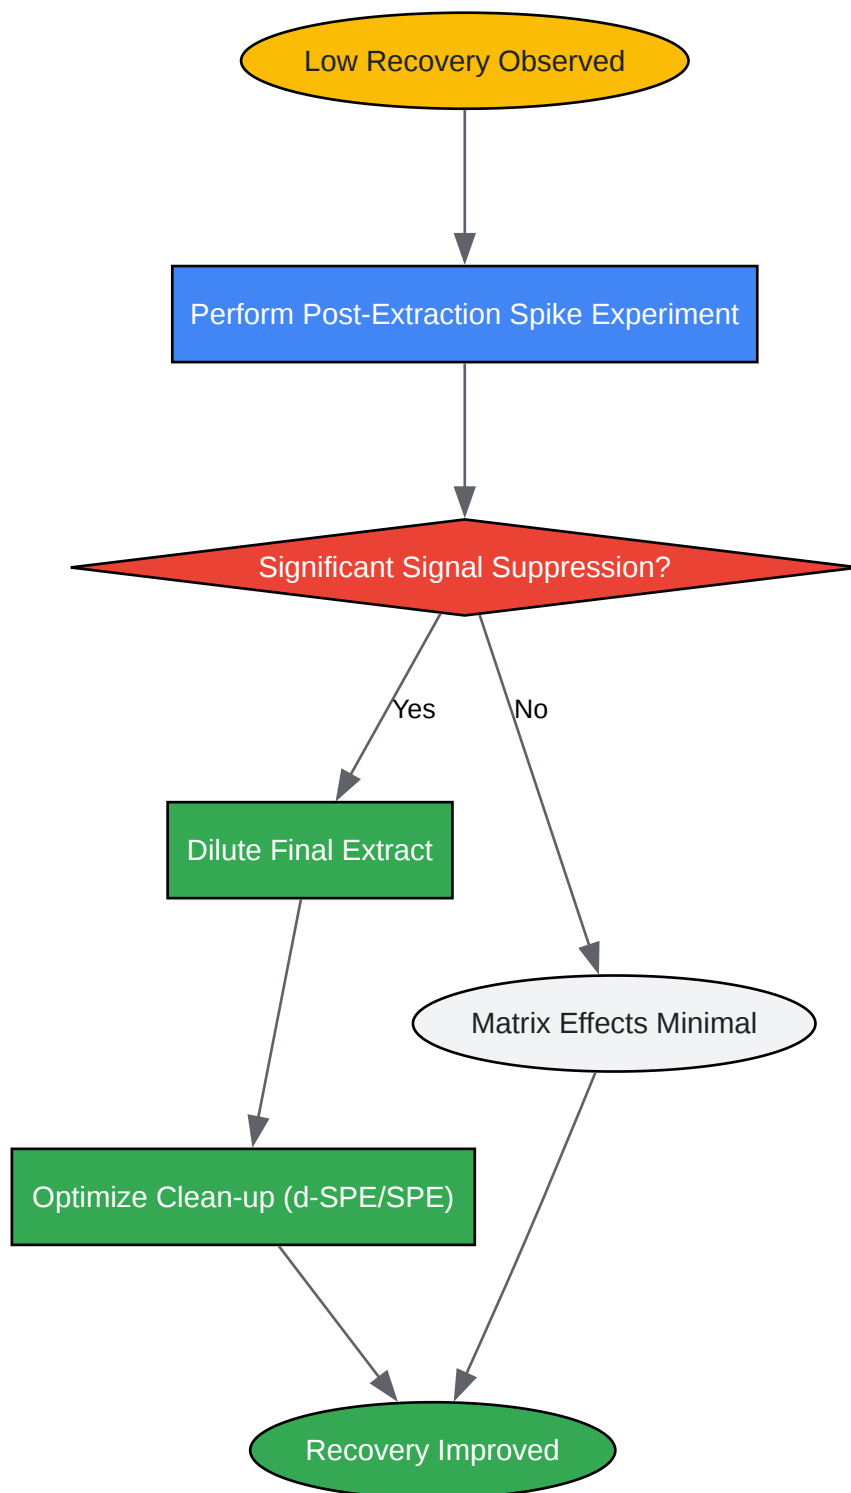 Low Recovery Observed
Perform Post-Extraction Spike Experiment
Significant Signal Suppression?
Yes
No
Dilute Final Extract
Matrix Effects Minimal
Optimize Clean-up (d-SPE/SPE)
Recovery Improved